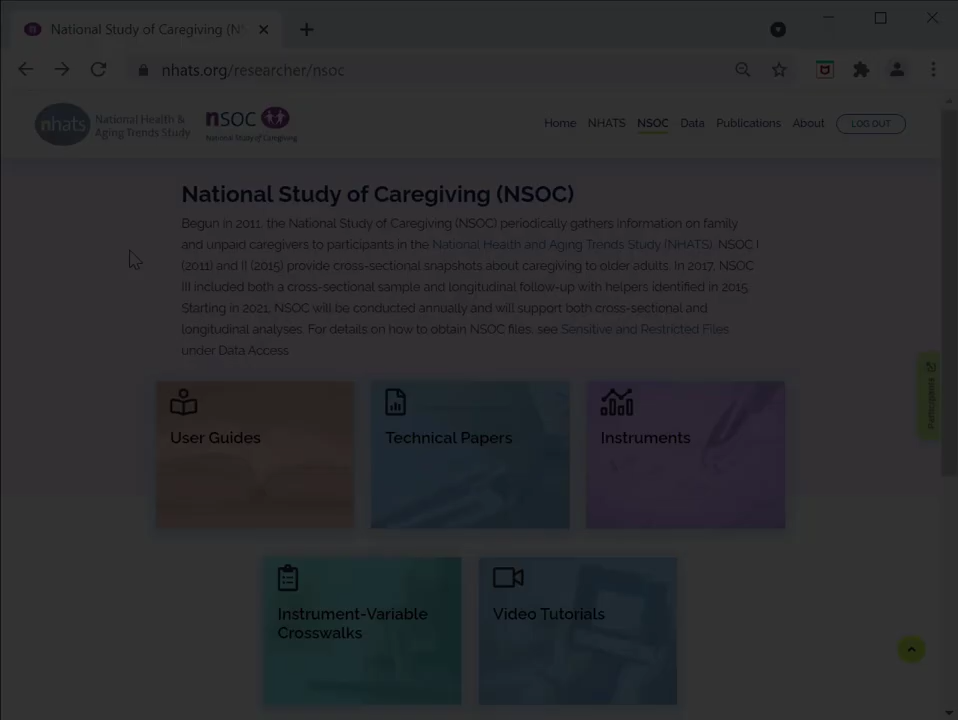 National Study of Caregiving (N
nhats.org/researcher/nsoc
nhats National Health & Aging Trends Study
nsoc
National Study of Caregiving
Home NHATS NSOC Data Publications About LOG OUT
National Study of Caregiving (NSOC)
Begun in 2011, the National Study of Caregiving (NSOC) periodically gathers information on family
and unpaid caregivers to participants in the National Health and Aging Trends Study (NHATS). NSOC I
(2011) and II (2015) provide cross-sectional snapshots about caregiving to older adults. In 2017, NSOC
III included both a cross-sectional sample and longitudinal follow-up with helpers identified in 2015.
Starting in 2021, NSOC will be conducted annually and will support both cross-sectional and
longitudinal analyses. For details on how to obtain NSOC files, see Sensitive and Restricted Files
under Data Access
Participants
User Guides
Technical Papers
Instruments
Instrument-Variable
Crosswalks
Video Tutorials